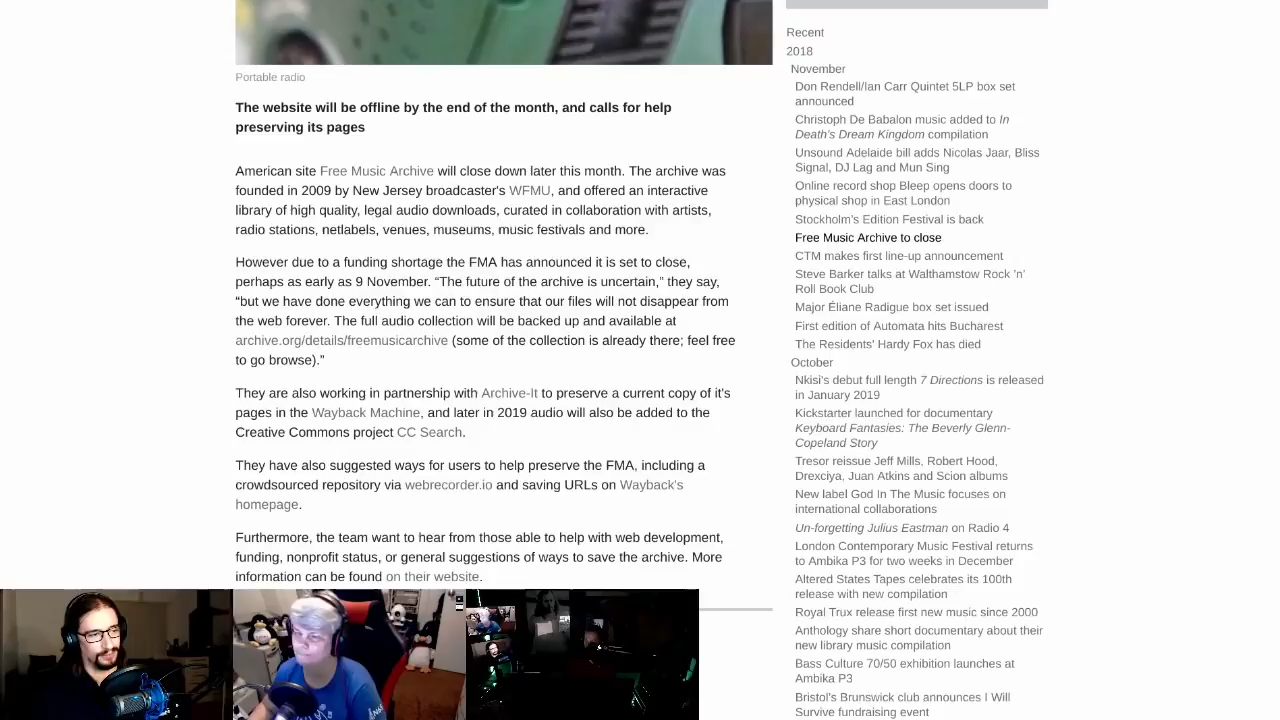 Portable radio
The website will be offline by the end of the month, and calls for help
preserving its pages
American site Free Music Archive will close down later this month. The archive was
founded in 2009 by New Jersey broadcaster's WFMU, and offered an interactive
library of high quality, legal audio downloads, curated in collaboration with artists,
radio stations, netlabels, venues, museums, music festivals and more.
However due to a funding shortage the FMA has announced it is set to close,
perhaps as early as 9 November. “The future of the archive is uncertain,” they say,
“but we have done everything we can to ensure that our files will not disappear from
the web forever. The full audio collection will be backed up and available at
archive.org/details/freemusicarchive (some of the collection is already there; feel free
to go browse).”
They are also working in partnership with Archive-It to preserve a current copy of it's
pages in the Wayback Machine, and later in 2019 audio will also be added to the
Creative Commons project CC Search.
They have also suggested ways for users to help preserve the FMA, including a
crowdsourced repository via webrecorder.io and saving URLs on Wayback's
homepage.
Furthermore, the team want to hear from those able to help with web development,
funding, nonprofit status, or general suggestions of ways to save the archive. More
information can be found on their website.
Recent
2018
November
Don Rendell/Ian Carr Quintet 5LP box set
announced
Christoph De Babalon music added to In
Death's Dream Kingdom compilation
Unsound Adelaide bill adds Nicolas Jaar, Bliss
Signal, DJ Lag and Mun Sing
Online record shop Bleep opens doors to
physical shop in East London
Stockholm's Edition Festival is back
Free Music Archive to close
CTM makes first line-up announcement
Steve Barker talks at Walthamstow Rock 'n'
Roll Book Club
Major Éliane Radigue box set issued
First edition of Automata hits Bucharest
The Residents' Hardy Fox has died
October
Nkisi's debut full length 7 Directions is released
in January 2019
Kickstarter launched for documentary
Keyboard Fantasies: The Beverly Glenn-
Copeland Story
Tresor reissue Jeff Mills, Robert Hood,
Drexciya, Juan Atkins and Scion albums
New label God In The Music focuses on
international collaborations
Un-forgetting Julius Eastman on Radio 4
London Contemporary Music Festival returns
to Ambika P3 for two weeks in December
Altered States Tapes celebrates its 100th
release with new compilation
Royal Trux release first new music since 2000
Anthology share short documentary about their
new library music compilation
Bass Culture 70/50 exhibition launches at
Ambika P3
Bristol's Brunswick club announces I Will
Survive fundraising event